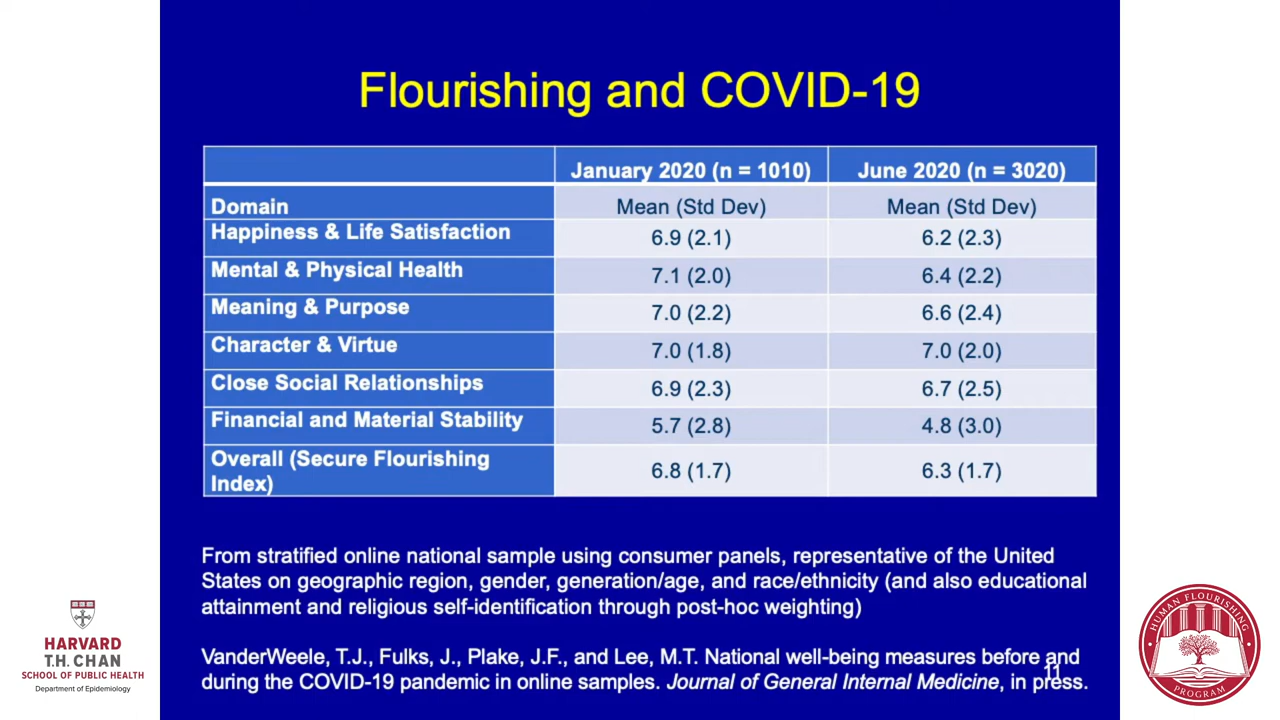 Flourishing and COVID-19
January 2020 (n = 1010) June 2020 (n = 3020)
Domain Mean (Std Dev) Mean (Std Dev)
Happiness & Life Satisfaction 6.9 (2.1) 6.2 (2.3)
Mental & Physical Health 7.1 (2.0) 6.4 (2.2)
Meaning & Purpose 7.0 (2.2) 6.6 (2.4)
Character & Virtue 7.0 (1.8) 7.0 (2.0)
Close Social Relationships 6.9 (2.3) 6.7 (2.5)
Financial and Material Stability 5.7 (2.8) 4.8 (3.0)
Overall (Secure Flourishing
Index) 6.8 (1.7) 6.3 (1.7)
From stratified online national sample using consumer panels, representative of the United
States on geographic region, gender, generation/age, and race/ethnicity (and also educational
attainment and religious self-identification through post-hoc weighting)
VanderWeele, T.J., Fulks, J., Plake, J.F., and Lee, M.T. National well-being measures before and
during the COVID-19 pandemic in online samples. Journal of General Internal Medicine, in press.
11
HARVARD
T.H. CHAN
SCHOOL OF PUBLIC HEALTH
Department of Epidemiology
HUMAN FLOURISHING
PROGRAM